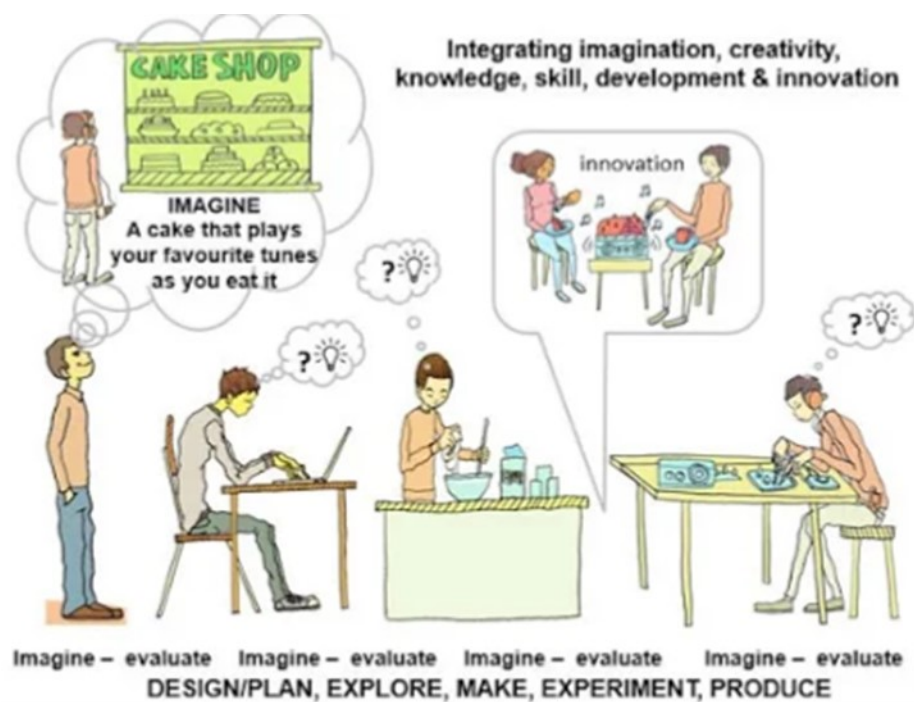 CAKE SHOP
IMAGINE
A cake that plays
your favourite tunes
as you eat it
Integrating imagination, creativity,
knowledge, skill, development & innovation
innovation
?
?
?
Imagine – evaluate Imagine – evaluate Imagine – evaluate Imagine – evaluate
DESIGN/PLAN, EXPLORE, MAKE, EXPERIMENT, PRODUCE